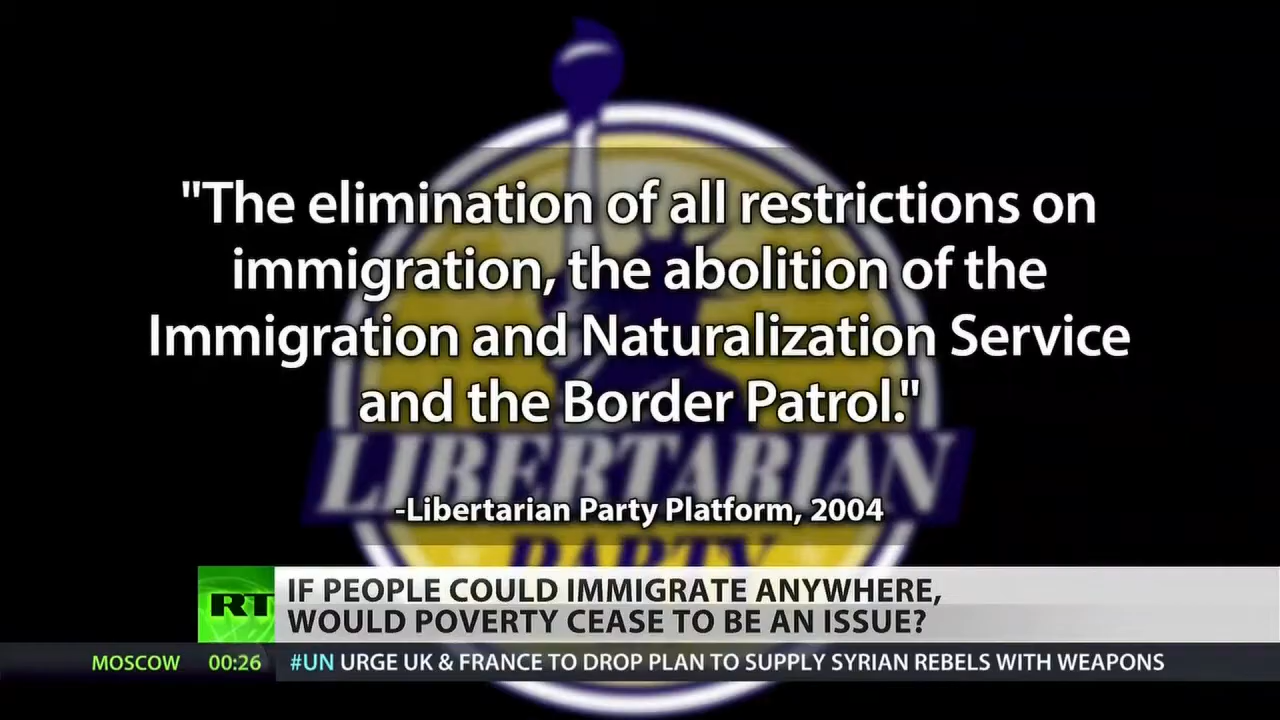 "The elimination of all restrictions on
immigration, the abolition of the
Immigration and Naturalization Service
and the Border Patrol."
LIBERTARIAN
-Libertarian Party Platform, 2004
PARTY
RT
IF PEOPLE COULD IMMIGRATE ANYWHERE,
WOULD POVERTY CEASE TO BE AN ISSUE?
MOSCOW 00:26 #UN URGE UK & FRANCE TO DROP PLAN TO SUPPLY SYRIAN REBELS WITH WEAPONS